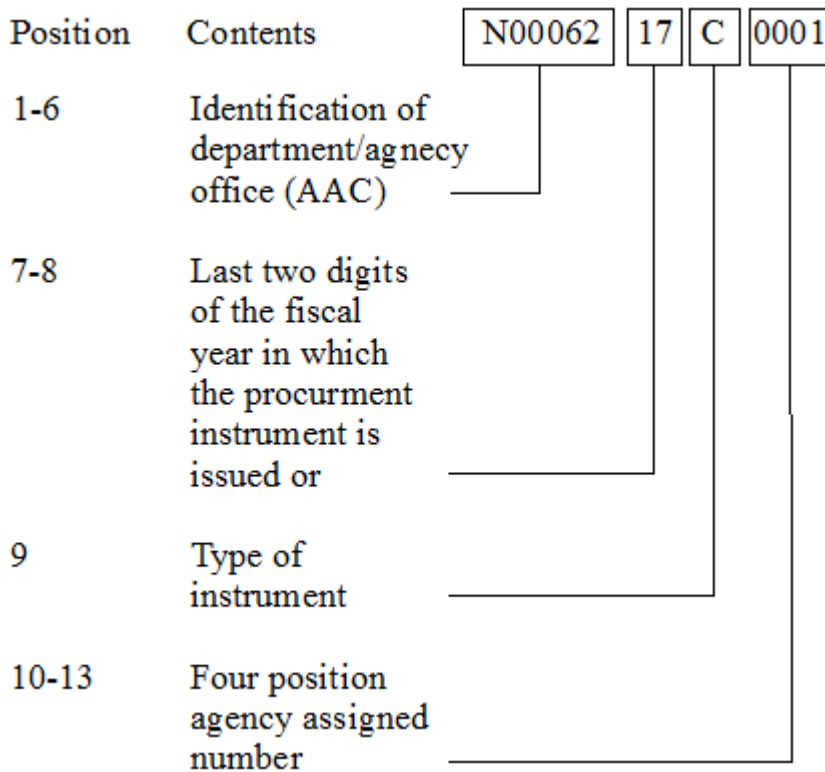 Position Contents N00062 17 C 0001
1-6 Identification of
department/agnecy
office (AAC)
7-8 Last two digits
of the fiscal
year in which
the procurment
instrument is
issued or
9 Type of
instrument
10-13 Four position
agency assigned
number